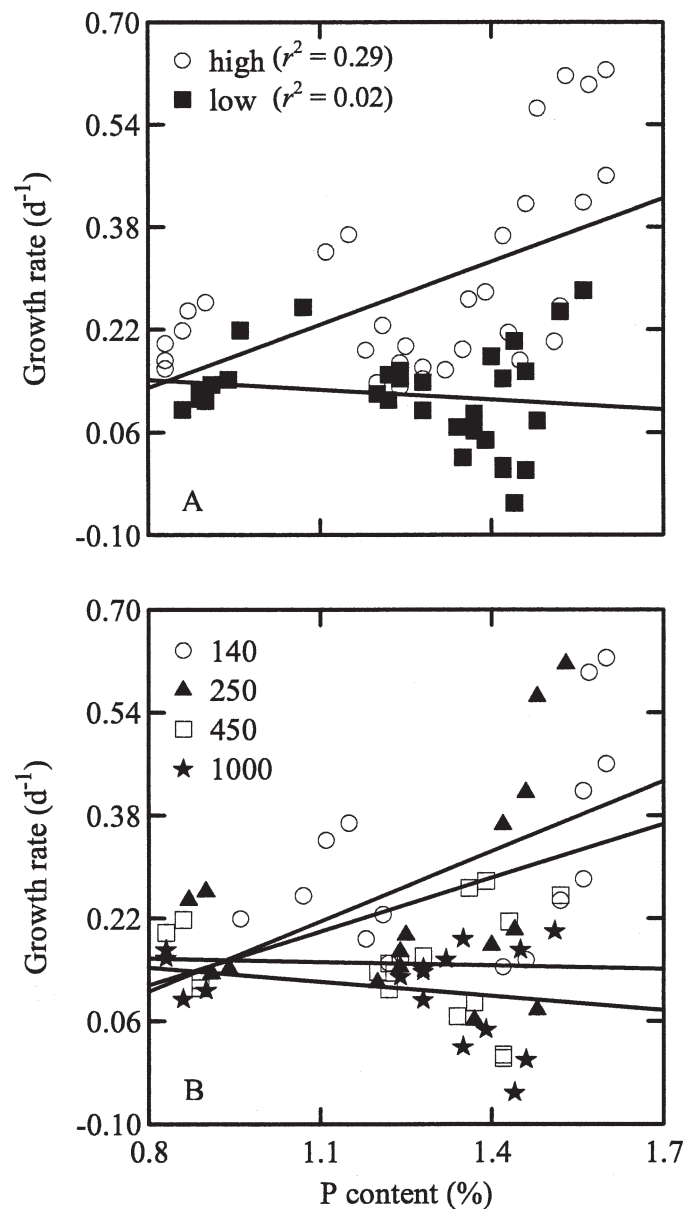 0.70
high (r² = 0.29)
low (r² = 0.02)
0.54
0.38
0.22
0.06
-0.10
Growth rate (d⁻¹)
A
0.70
140
250
450
1000
0.54
0.38
0.22
0.06
-0.10
Growth rate (d⁻¹)
B
0.8 1.1 1.4 1.7
P content (%)